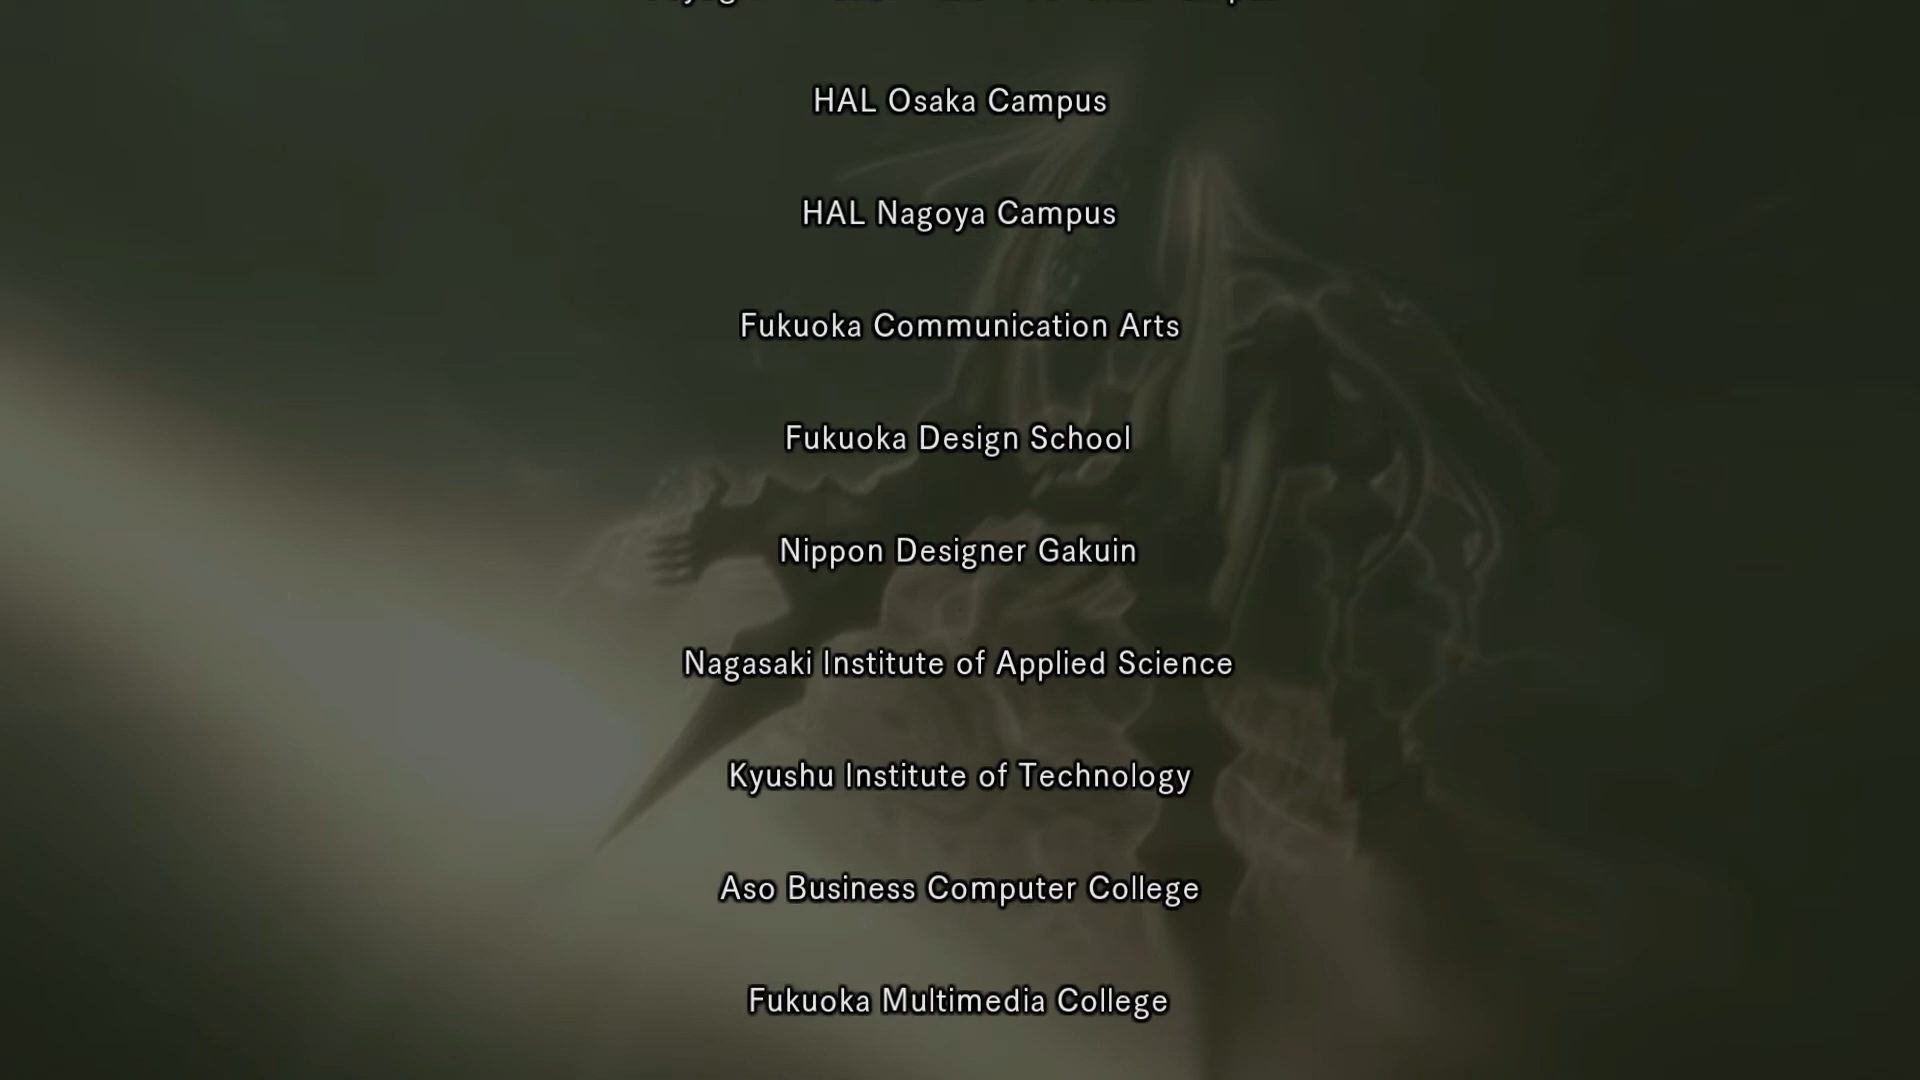 HAL Osaka Campus
HAL Nagoya Campus
Fukuoka Communication Arts
Fukuoka Design School
Nippon Designer Gakuin
Nagasaki Institute of Applied Science
Kyushu Institute of Technology
Aso Business Computer College
Fukuoka Multimedia College